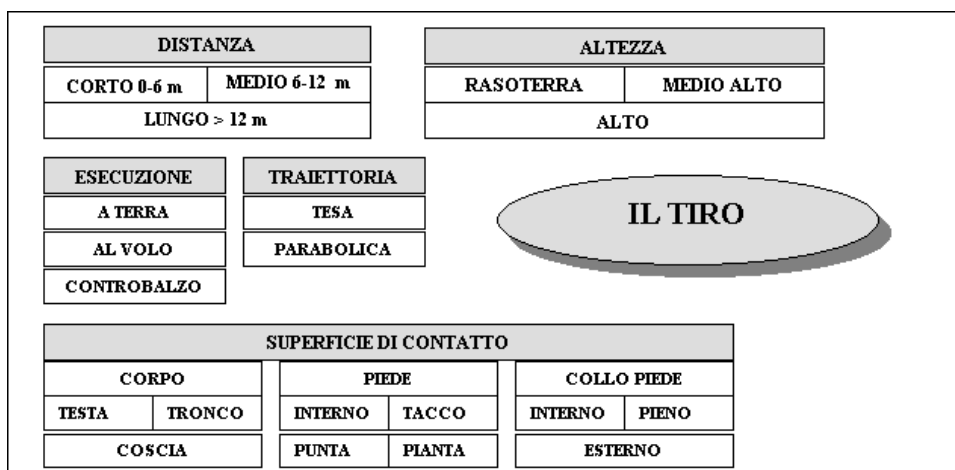 DISTANZA
CORTO 0-6 m MEDIO 6-12 m
LUNGO > 12 m
ALTEZZA
RASOTERRA MEDIO ALTO
ALTO
ESECUZIONE
A TERRA
AL VOLO
CONTROBALZO
TRAIETTORIA
TESA
PARABOLICA
IL TIRO
SUPERFICIE DI CONTATTO
CORPO
TESTA TRONCO
COSCIA
PIEDE
INTERNO TACCO
PUNTA PIANTA
COLLO PIEDE
INTERNO PIENO
ESTERNO